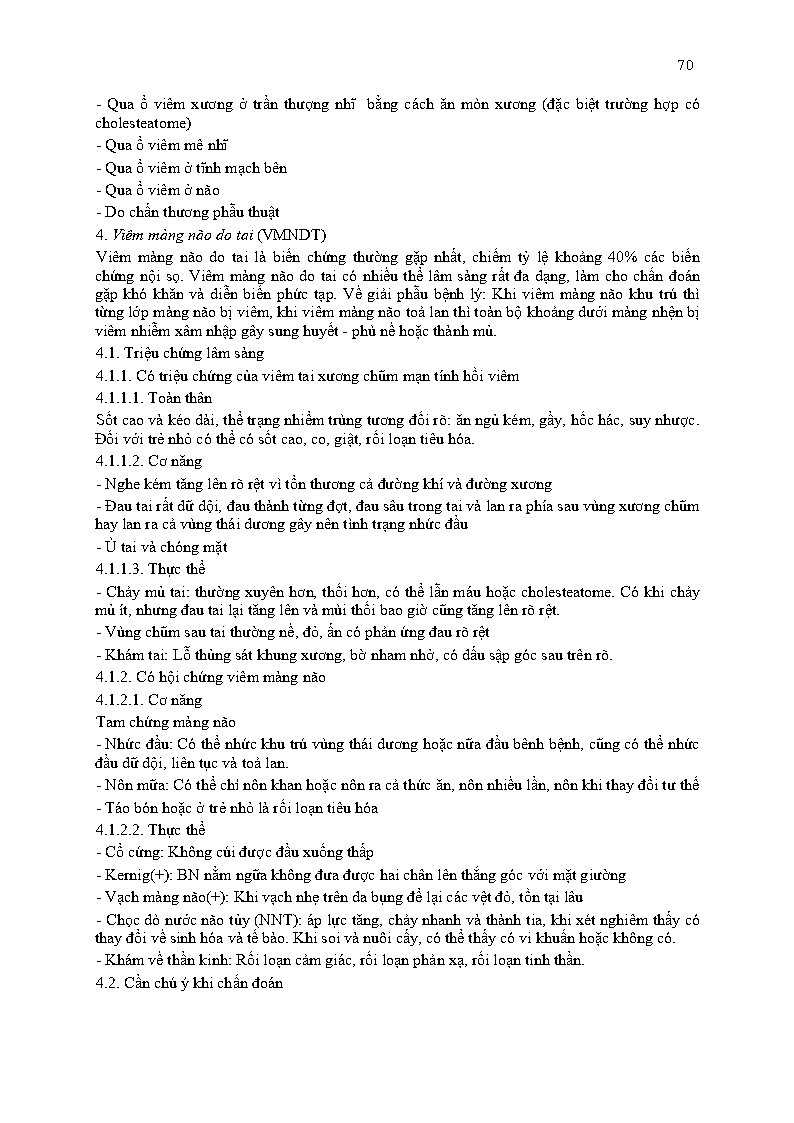 70
- Qua ổ viêm xương ở trần thượng nhĩ bằng cách ăn mòn xương (đặc biệt trường hợp có
cholesteatome)
- Qua ổ viêm mê nhĩ
- Qua ổ viêm ở tĩnh mạch bên
- Qua ổ viêm ở não
- Do chấn thương phẫu thuật
4. Viêm màng não do tai (VMNDT)
Viêm màng não do tai là biến chứng thường gặp nhất, chiếm tỷ lệ khoảng 40% các biến
chứng nội sọ. Viêm màng não do tai có nhiều thể lâm sàng rất đa dạng, làm cho chẩn đoán
gặp khó khăn và diễn biến phức tạp. Về giải phẫu bệnh lý: Khi viêm màng não khu trú thì
từng lớp màng não bị viêm, khi viêm màng não toả lan thì toàn bộ khoảng dưới màng nhện bị
viêm nhiễm xâm nhập gây sung huyết - phù nề hoặc thành mủ.
4.1. Triệu chứng lâm sàng
4.1.1. Có triệu chứng của viêm tai xương chũm mạn tính hồi viêm
4.1.1.1. Toàn thân
Sốt cao và kéo dài, thể trạng nhiễm trùng tương đối rõ: ăn ngủ kém, gầy, hốc hác, suy nhược.
Đối với trẻ nhỏ có thể có sốt cao, co, giật, rối loạn tiêu hóa.
4.1.1.2. Cơ năng
- Nghe kém tăng lên rõ rệt vì tổn thương cả đường khí và đường xương
- Đau tai rất dữ dội, đau thành từng đợt, đau sâu trong tai và lan ra phía sau vùng xương chũm
hay lan ra cả vùng thái dương gây nên tình trạng nhức đầu
- Ù tai và chóng mặt
4.1.1.3. Thực thể
- Chảy mủ tai: thường xuyên hơn, thối hơn, có thể lẫn máu hoặc cholesteatome. Có khi chảy
mủ ít, nhưng đau tai lại tăng lên và mùi thối bao giờ cũng tăng lên rõ rệt.
- Vùng chũm sau tai thường nề, đỏ, ấn có phản ứng đau rõ rệt
- Khám tai: Lỗ thủng sát khung xương, bờ nham nhở, có dấu sập góc sau trên rõ.
4.1.2. Có hội chứng viêm màng não
4.1.2.1. Cơ năng
Tam chứng màng não
- Nhức đầu: Có thể nhức khu trú vùng thái dương hoặc nữa đầu bênh bệnh, cũng có thể nhức
đầu dữ dội, liên tục và toả lan.
- Nôn mữa: Có thể chỉ nôn khan hoặc nôn ra cả thức ăn, nôn nhiều lần, nôn khi thay đổi tư thế
- Táo bón hoặc ở trẻ nhỏ là rối loạn tiêu hóa
4.1.2.2. Thực thể
- Cổ cứng: Không cúi được đầu xuống thấp
- Kernig(+): BN nằm ngữa không đưa được hai chân lên thẳng góc với mặt giường
- Vạch màng não(+): Khi vạch nhẹ trên da bụng để lại các vệt đỏ, tồn tại lâu
- Chọc dò nước não tủy (NNT): áp lực tăng, chảy nhanh và thành tia, khi xét nghiêm thấy có
thay đổi về sinh hóa và tế bào. Khi soi và nuôi cấy, có thể thấy có vi khuẩn hoặc không có.
- Khám về thần kinh: Rối loạn cảm giác, rối loạn phản xạ, rối loạn tinh thần.
4.2. Cần chú ý khi chẩn đoán